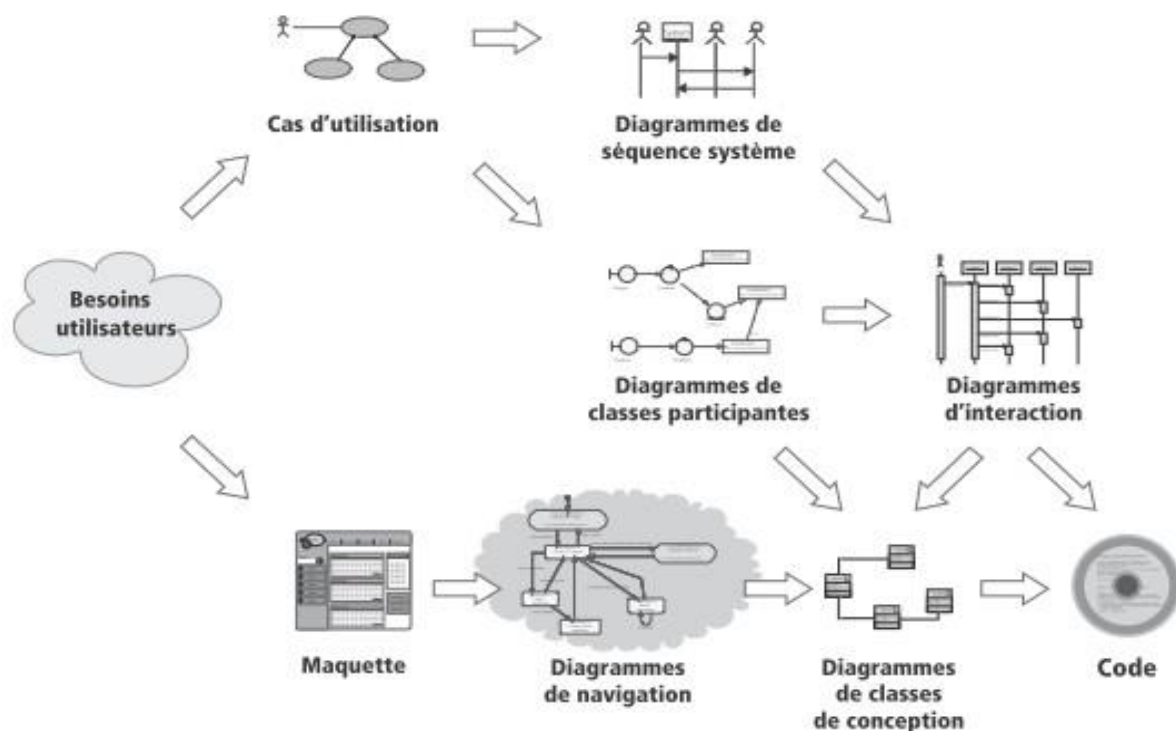 Cas d'utilisation
Diagrammes de
séquence système
Besoins
utilisateurs
Diagrammes de
classes participantes
Diagrammes
d'interaction
Maquette
Diagrammes
de navigation
Diagrammes
de classes
de conception
Code